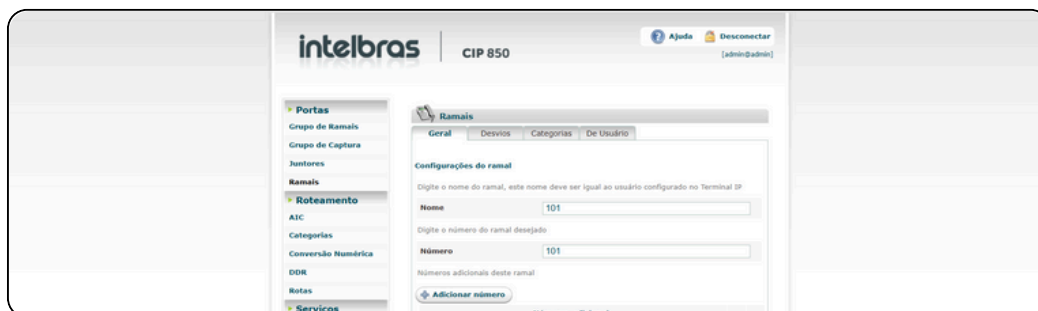 intelbras
CIP 850
Ajuda
Desconectar
[admin@admin]
Portas
Grupo de Ramais
Grupo de Captura
Juntores
Ramais
Roteamento
AIC
Categorias
Conversão Numérica
DDR
Rotas
Serviços
Ramais
Geral
Desvios
Categorias
De Usuário
Configurações do ramal
Digite o nome do ramal, este nome deve ser igual ao usuário configurado no Terminal IP
Nome
101
Digite o número do ramal desejado
Número
101
Números adicionais deste ramal
Adicionar número